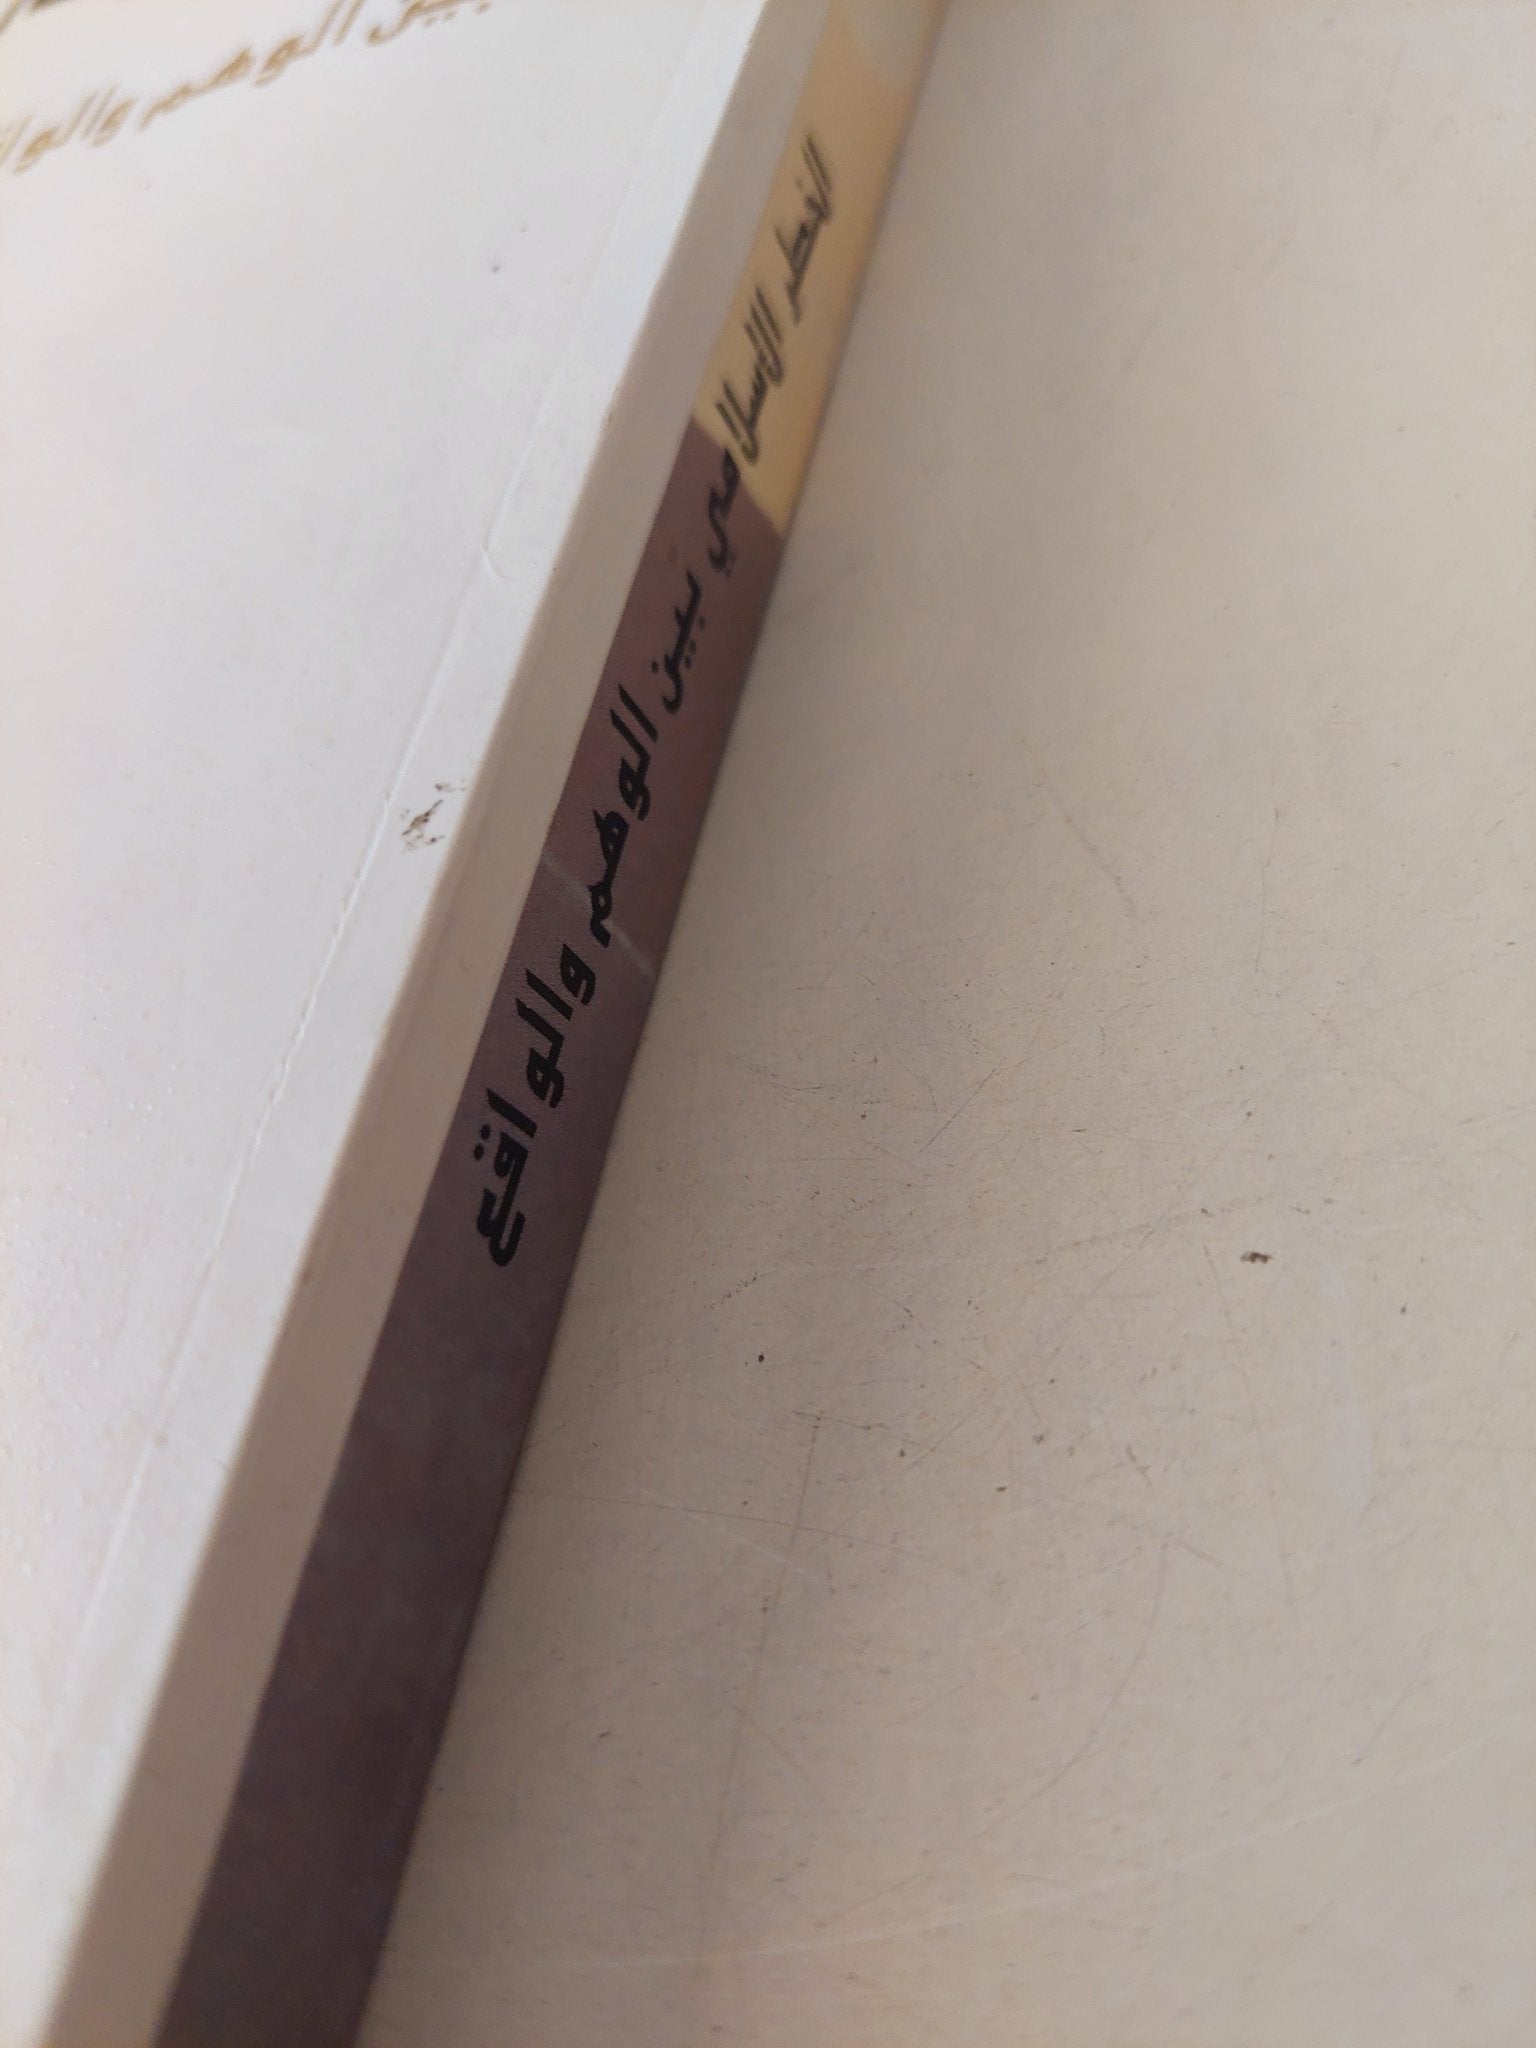 بين الوهم والوا
الخطر الإسلامي بين الوهم والواقع